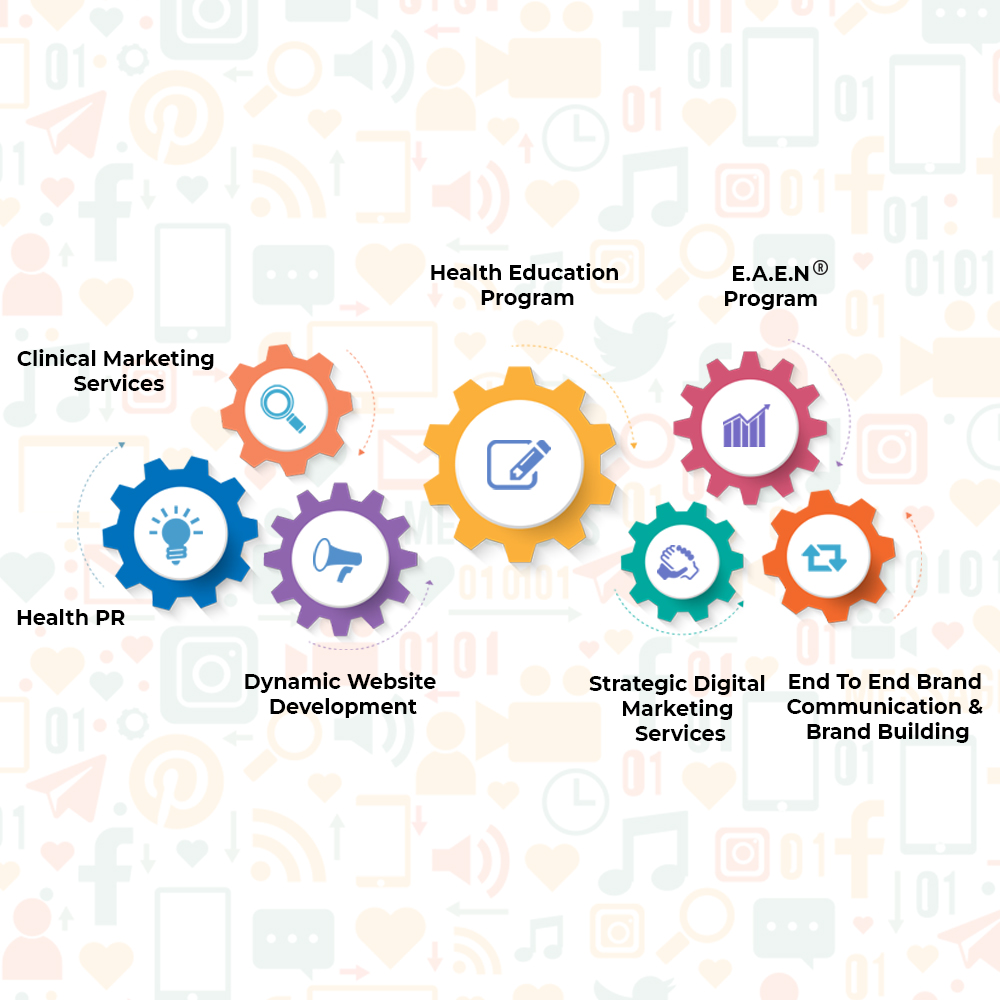 Health Education
Program
E.A.E.N®
Program
Clinical Marketing
Services
Health PR
Dynamic Website
Development
Strategic Digital
Marketing
Services
End To End Brand
Communication &
Brand Building